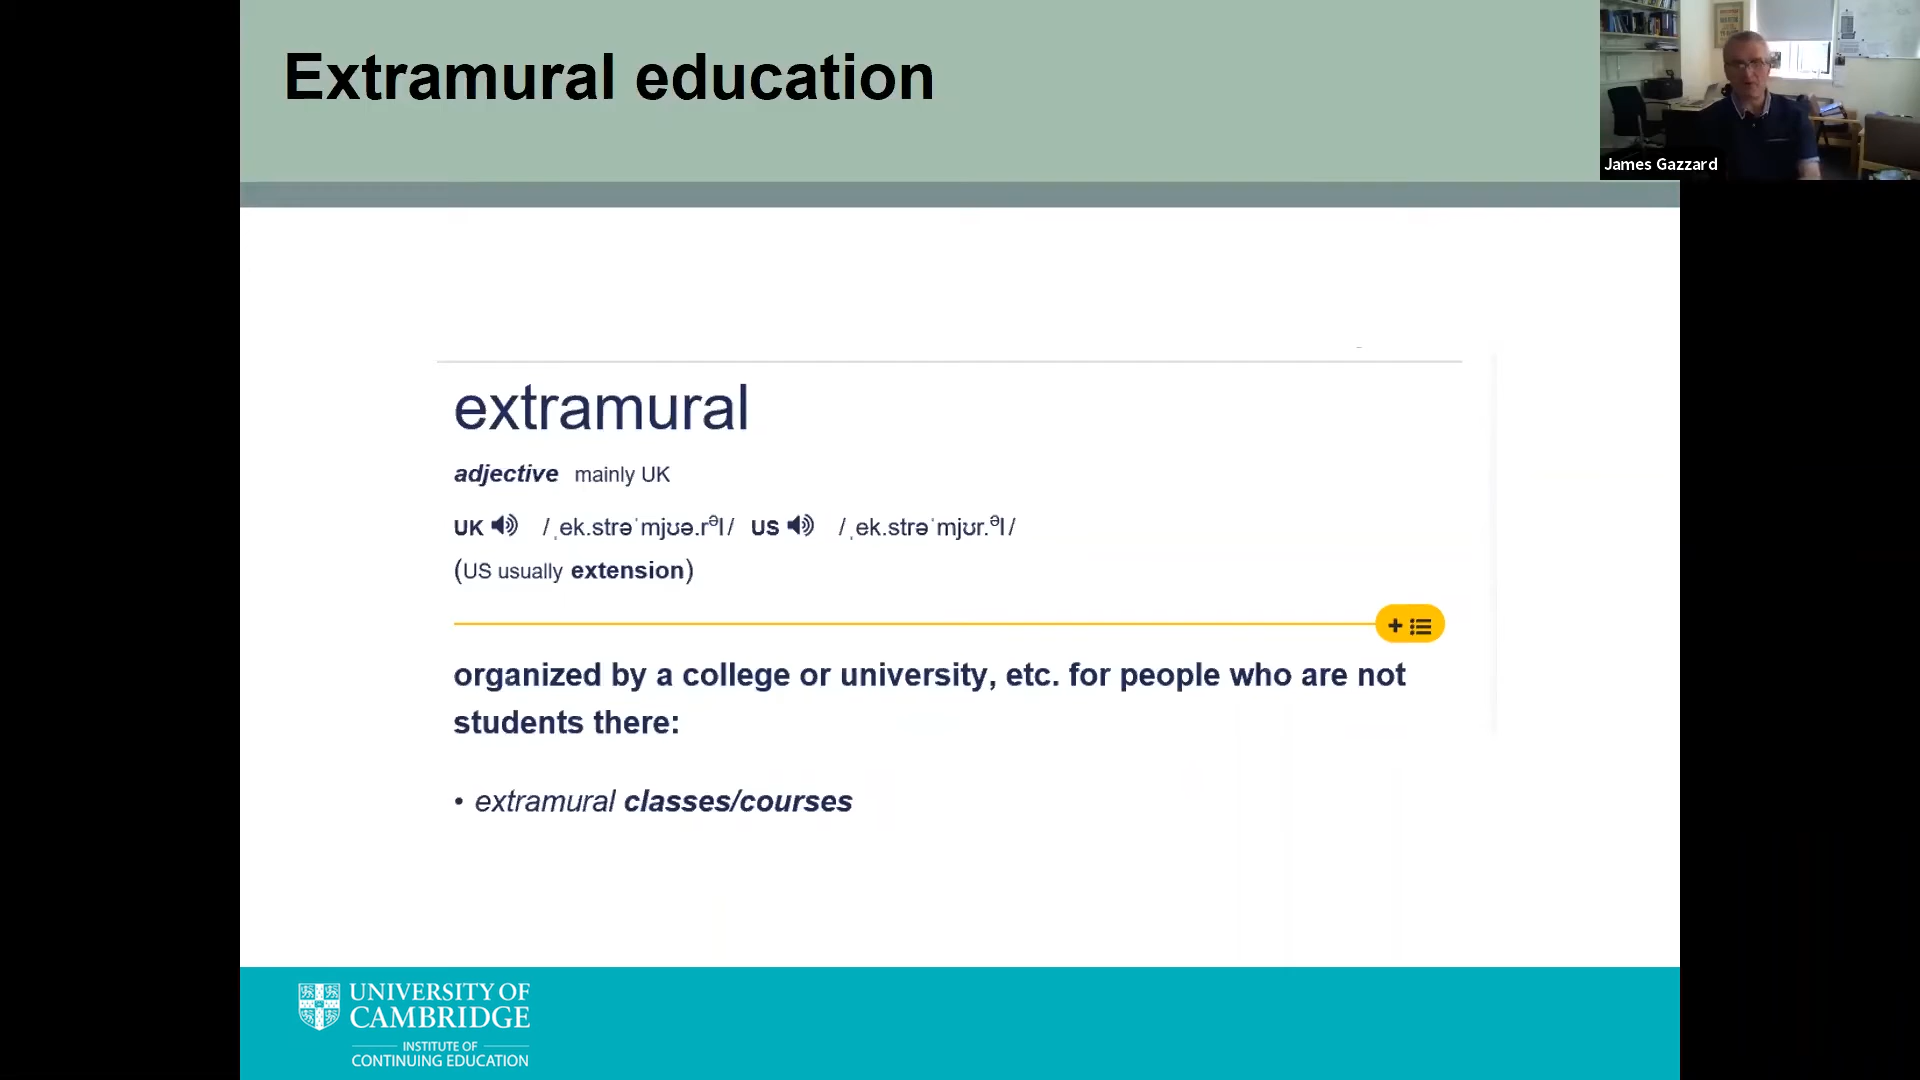 Extramural education
James Gazzard
extramural
adjective mainly UK
UK /ˌek.strəˈmjʊə.rᵊl/ US /ˌek.strəˈmjʊr.ᵊl/
(US usually extension)
organized by a college or university, etc. for people who are not
students there:
• extramural classes/courses
UNIVERSITY OF
CAMBRIDGE
INSTITUTE OF
CONTINUING EDUCATION